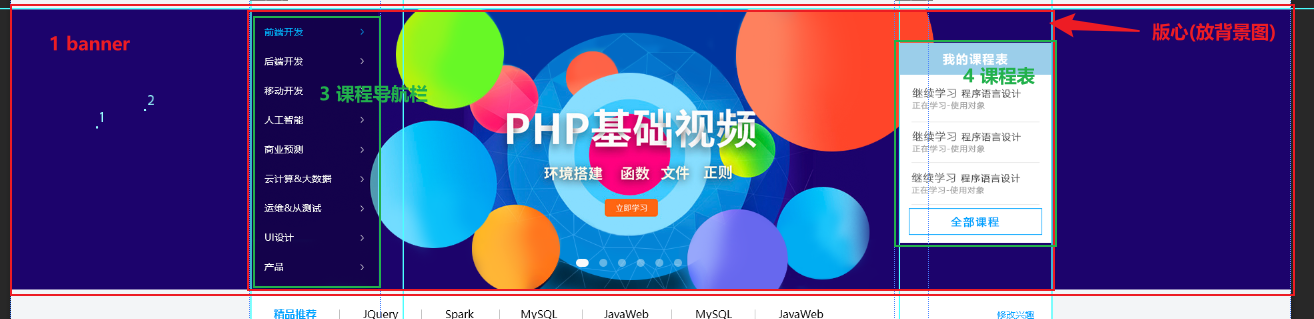 1 banner
2
1
前端开发 >
后端开发 >
移动开发 >
人工智能 >
商业预测 >
云计算&大数据 >
运维&从测试 >
UI设计 >
产品 >
3 课程导航栏
PHP基础视频
环境搭建 函数 文件 正则
立即学习
版心(放背景图)
我的课程表
4 课程表
继续学习 程序语言设计
正在学习-使用对象
继续学习 程序语言设计
正在学习-使用对象
继续学习 程序语言设计
正在学习-使用对象
全部课程
精品推荐 | JQuery | Spark | MySQL | JavaWeb | MySQL | JavaWeb 修改兴趣